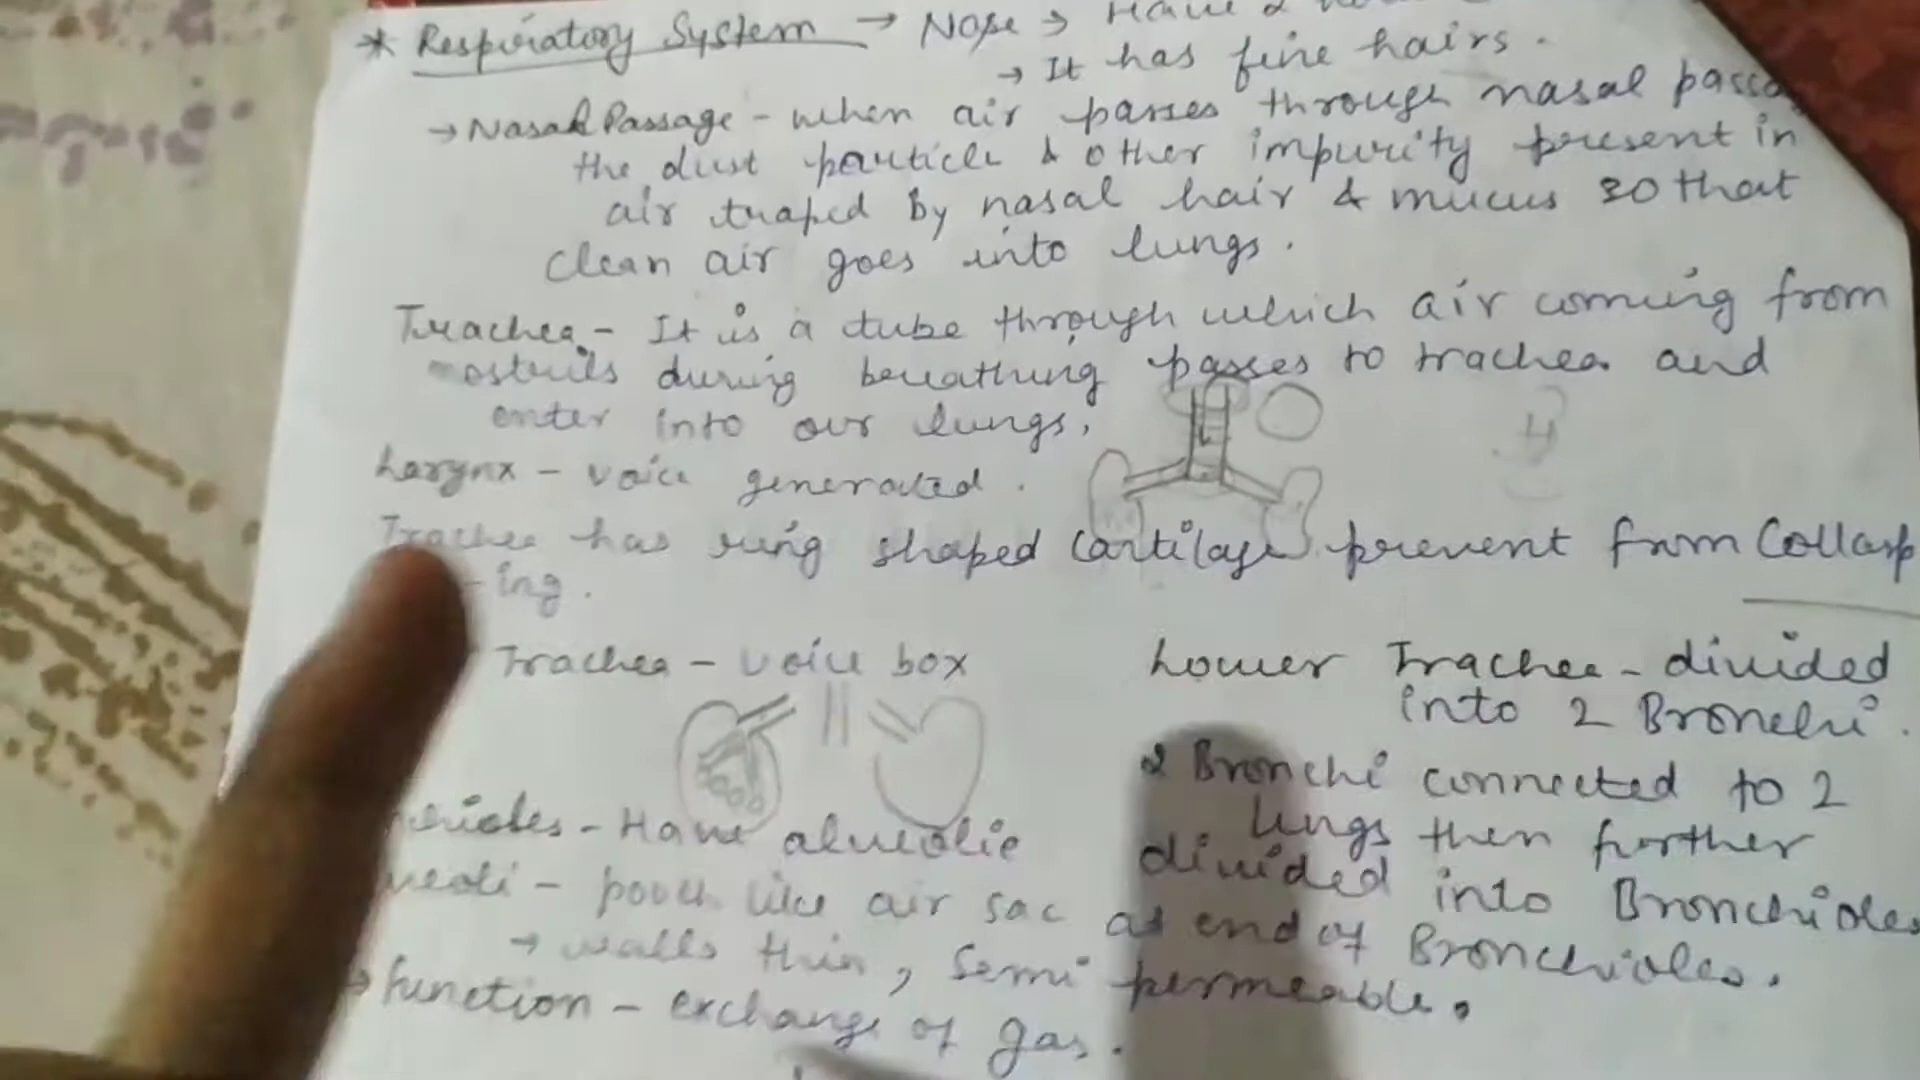 * Respiratory System → Nose → Have 2
→ It has fine hairs.
→ Nasal Passage - when air passes through nasal
the dust particle & other impurity present in
air traped by nasal hair & mucus so that
clean air goes into lungs.
Trachea - It is a tube through which air coming from
nostrils during breathing passes to trachea and
enter into our lungs,
Larynx - voice generated.
Trachea has ring shaped Cartilage prevent from Collap
-ing.
Trachea - voice box
Lower Trachea - divided
into 2 Bronchi.
2 Bronchi connected to 2
lungs then further
divided into Bronchioles
- Have alveolie
- pouch like air sac at end of Bronchioles.
→ walls thin, Semi permeable.
→ function - exchange of gas.